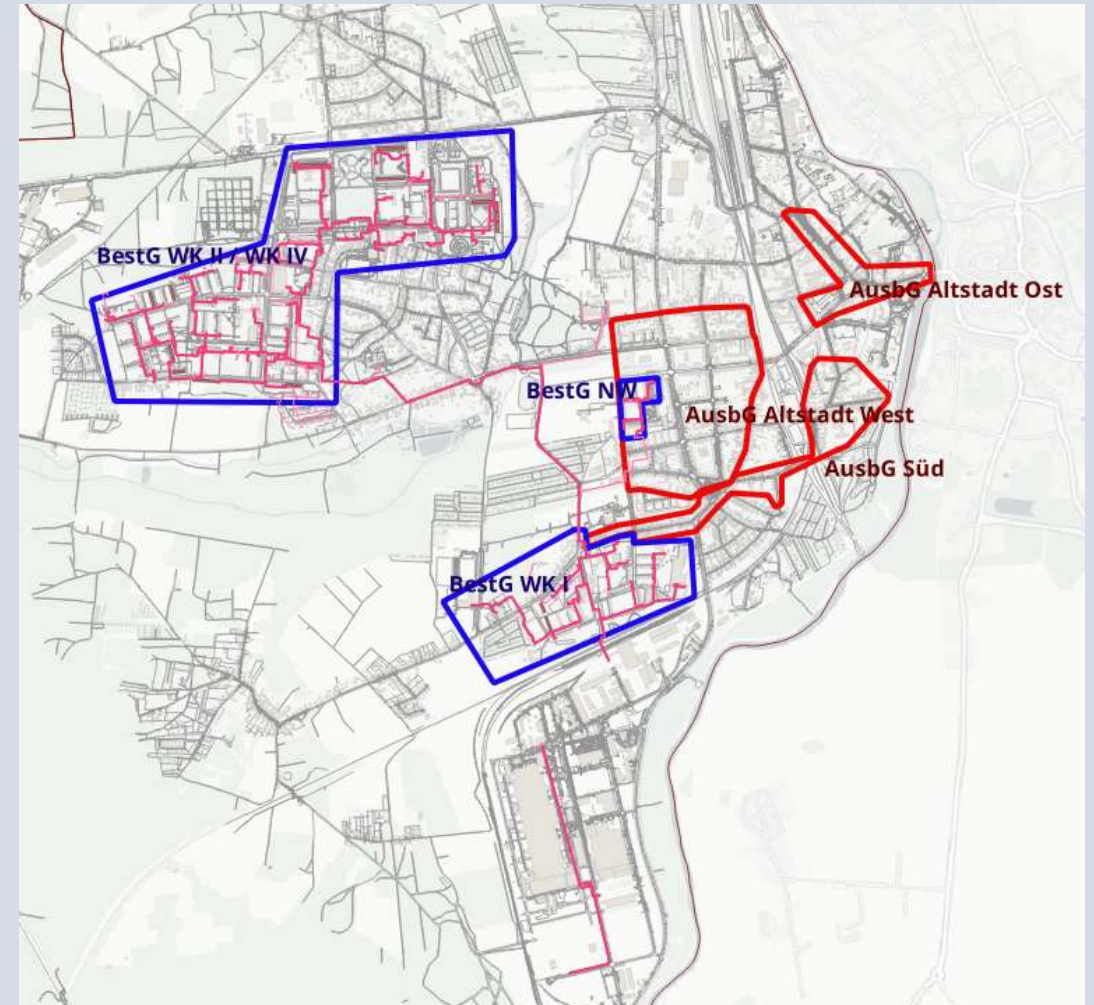 BestG WK II / WK IV
AusbG Altstadt Ost
BestG NW
AusbG Altstadt West
AusbG Süd
BestG WK I